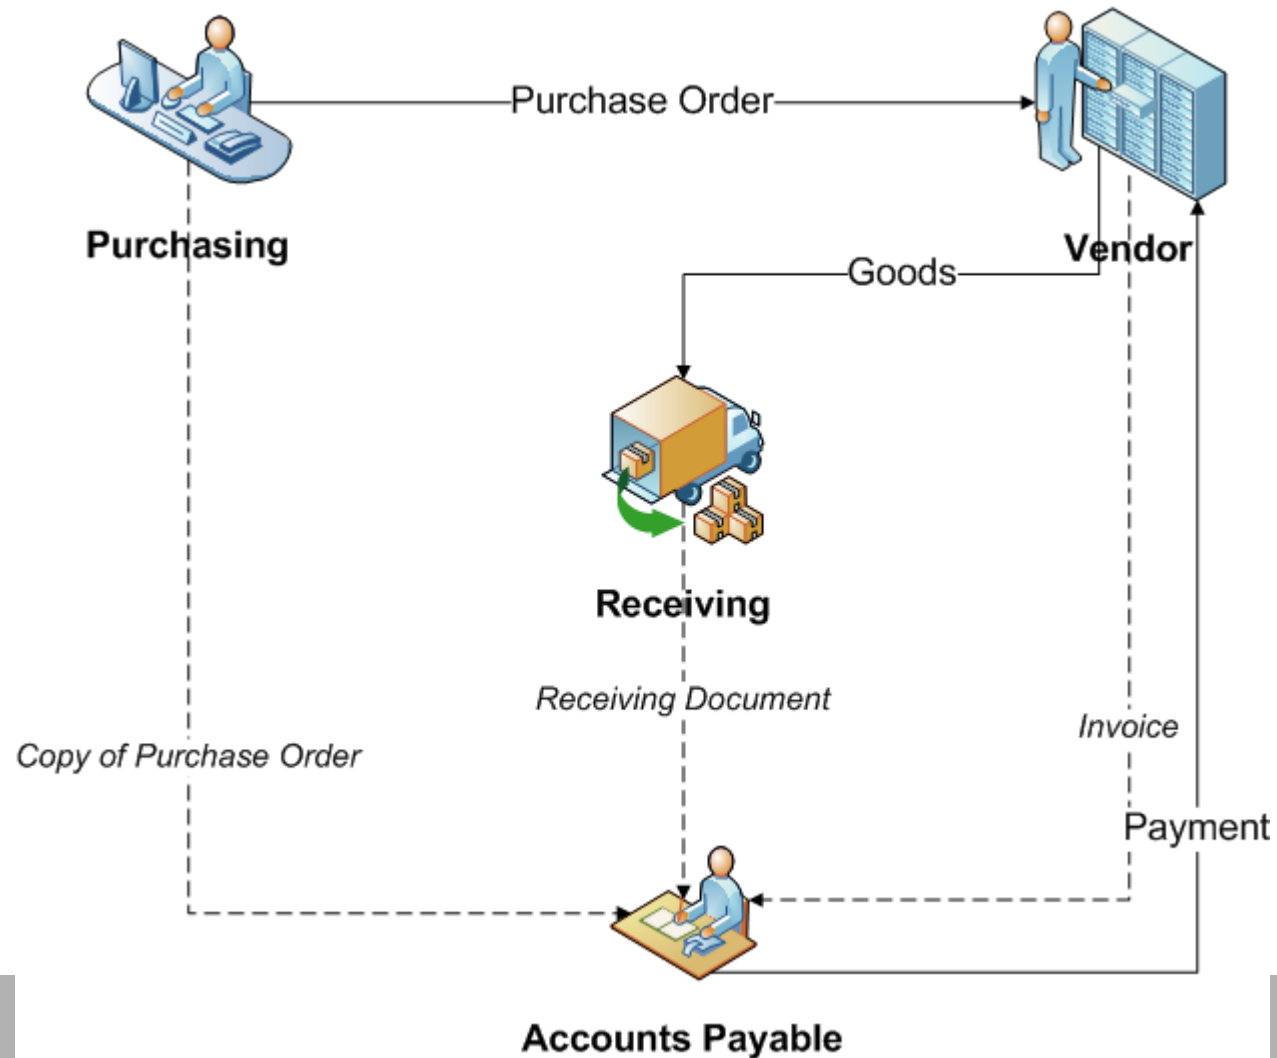 Purchase Order
Purchasing
Vendor
Goods
Receiving
Receiving Document
Invoice
Copy of Purchase Order
Payment
Accounts Payable